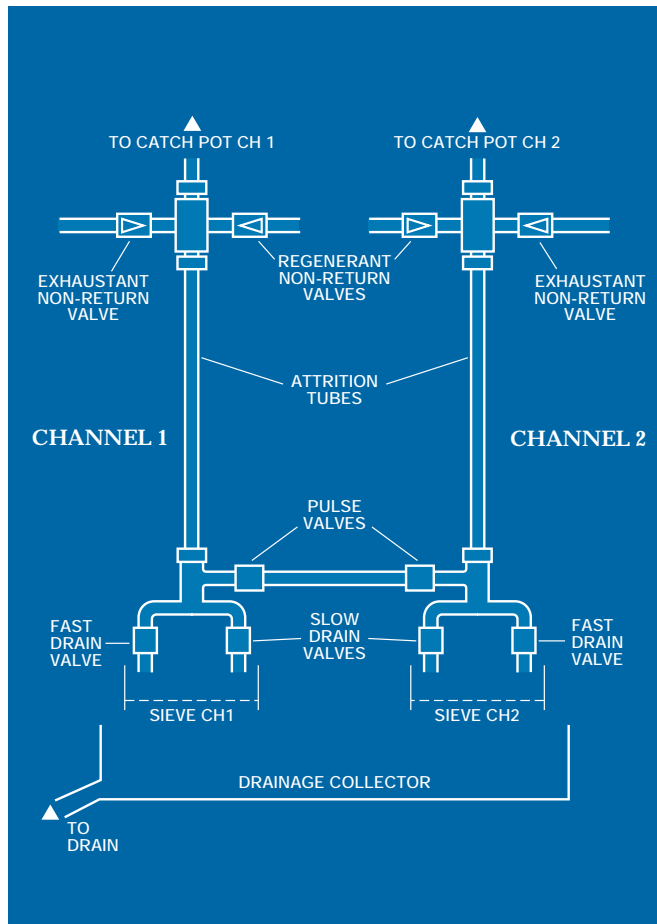 TO CATCH POT CH 1
TO CATCH POT CH 2
EXHAUSTANT
NON-RETURN
VALVE
REGENERANT
NON-RETURN
VALVES
EXHAUSTANT
NON-RETURN
VALVE
ATTRITION
TUBES
CHANNEL 1
CHANNEL 2
PULSE
VALVES
FAST
DRAIN
VALVE
SLOW
DRAIN
VALVES
FAST
DRAIN
VALVE
SIEVE CH1
SIEVE CH2
DRAINAGE COLLECTOR
TO
DRAIN